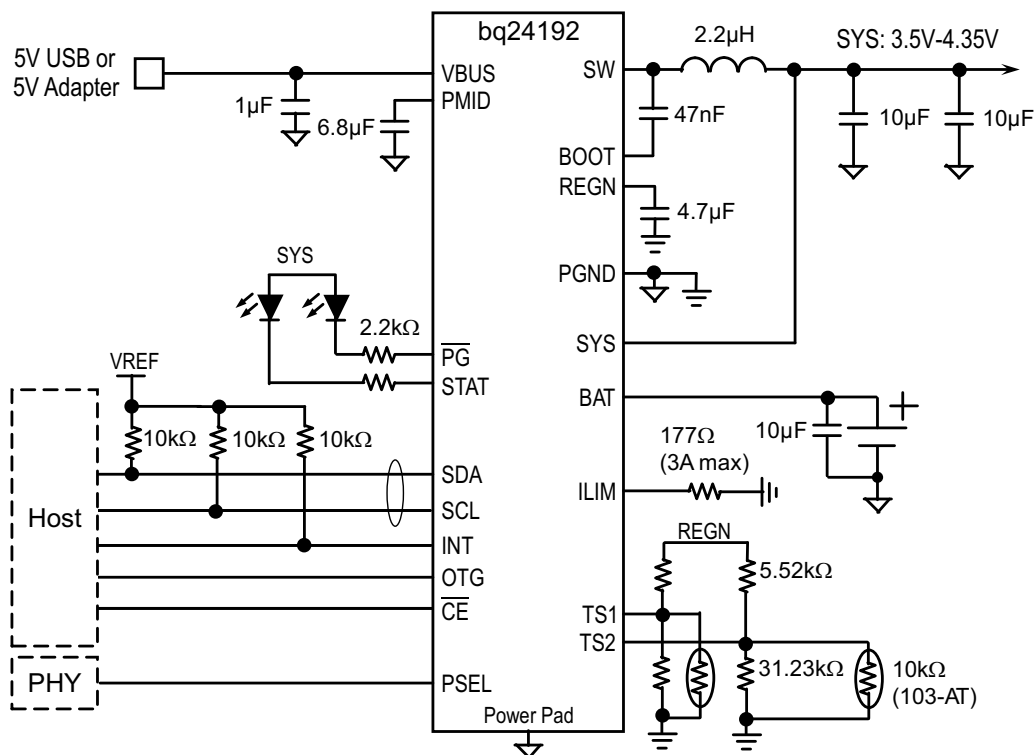 bq24192
5V USB or
5V Adapter
VBUS
PMID
1µF
6.8µF
SW
2.2µH
SYS: 3.5V-4.35V
47nF
10µF
10µF
BOOT
REGN
4.7µF
PGND
SYS
SYS
2.2kΩ
PG
STAT
VREF
10kΩ
10kΩ
10kΩ
BAT
10µF
+
177Ω
(3A max)
ILIM
Host
SDA
SCL
INT
OTG
CE
REGN
5.52kΩ
TS1
TS2
31.23kΩ
10kΩ
(103-AT)
PHY
PSEL
Power Pad